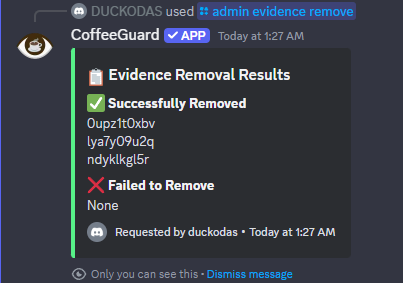 DUCKODAS used admin evidence remove
CoffeeGuard ✓ APP Today at 1:27 AM
Evidence Removal Results
Successfully Removed
0upz1t0xbv
lya7y09u2q
ndyklkgl5r
Failed to Remove
None
Requested by duckodas • Today at 1:27 AM
Only you can see this • Dismiss message